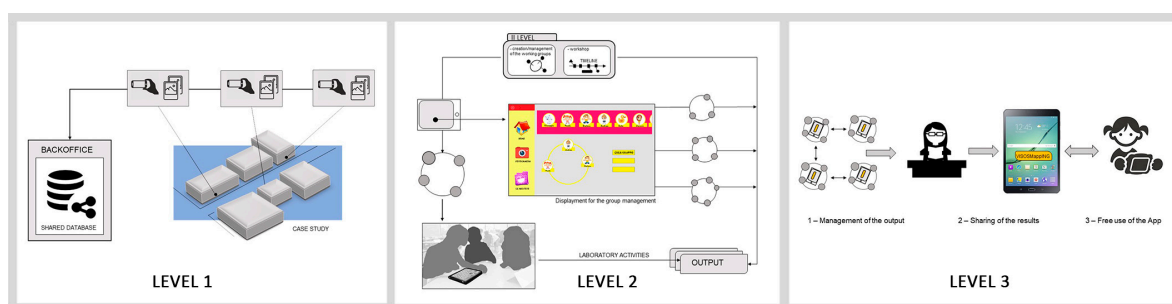 BACKOFFICE
SHARED DATABASE
CASE STUDY
LEVEL 1
II LEVEL
- creation/management
of the working groups
- workshop
TIMELINE
Displayment for the group management
LABORATORY ACTIVITIES
OUTPUT
LEVEL 2
VISOSMappING
1 – Management of the output
2 – Sharing of the results
3 – Free use of the App
LEVEL 3